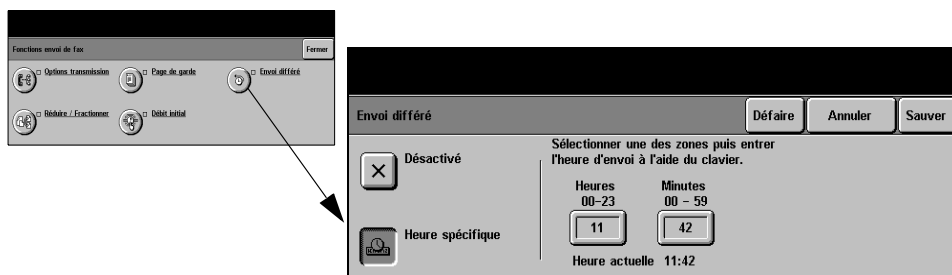 Fonctions envoi de fax
Fermer
Options transmission
Page de garde
Envoi différé
Réduire / Fractionner
Débit initial
Envoi différé
Défaire
Annuler
Sauver
Désactivé
Heure spécifique
Sélectionner une des zones puis entrer
l'heure d'envoi à l'aide du clavier.
Heures
00-23
Minutes
00 - 59
11
42
Heure actuelle 11:42